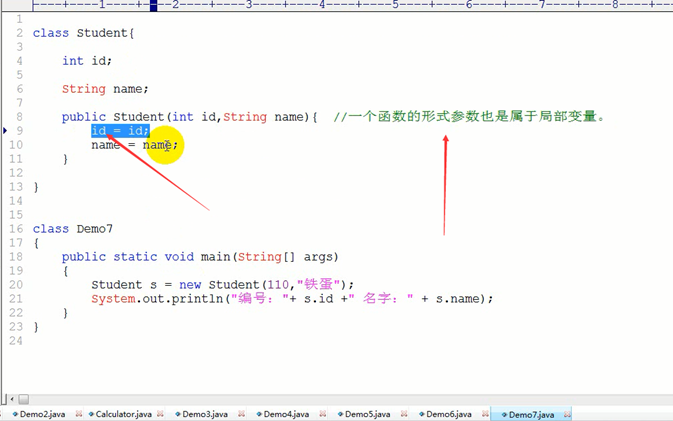 ----+----1----+----2----+----3----+----4----+----5----+----6----+----7----+----8----+--
1
2 class Student{
3
4     int id;
5
6     String name;
7
8     public Student(int id,String name){  //一个函数的形式参数也是属于局部变量。
9         id = id;
10         name = name;
11     }
12
13 }
14
15
16 class Demo7
17 {
18     public static void main(String[] args)
19     {
20         Student s = new Student(110,"铁蛋");
21         System.out.println("编号："+ s.id +" 名字：" + s.name);
22     }
23 }
24
Demo2.java Calculator.java Demo3.java Demo4.java Demo5.java Demo6.java Demo7.java